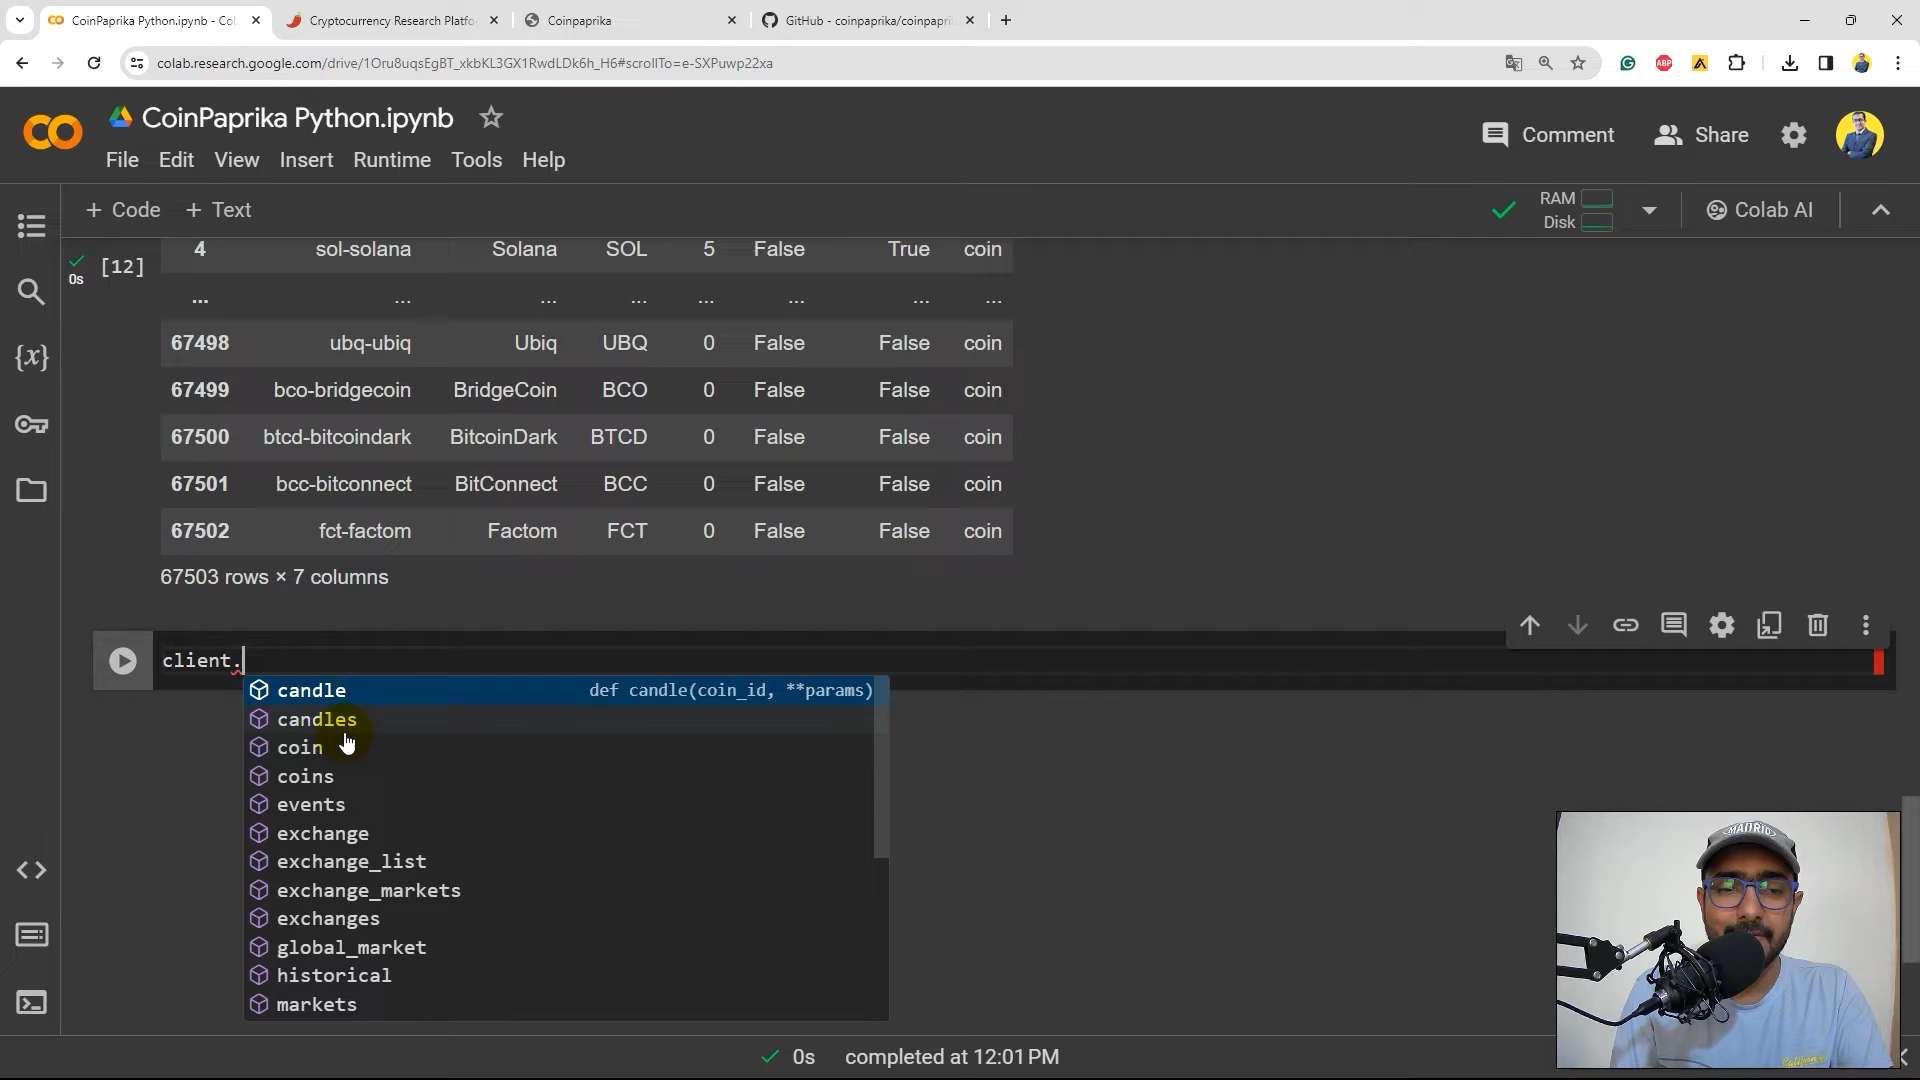 CoinPaprika Python.ipynb - Col
Cryptocurrency Research Platfo
Coinpaprika
GitHub - coinpaprika/coinpapri
colab.research.google.com/drive/1Oru8uqsEgBT_xkbKL3GX1RwdLDk6h_H6#scrollTo=e-SXPuwp22xa
CoinPaprika Python.ipynb
Comment
Share
File Edit View Insert Runtime Tools Help
+ Code + Text
RAM
Disk
Colab AI
0s
[12]
4 sol-solana Solana SOL 5 False True coin
... ... ... ... ... ... ... ...
67498 ubq-ubiq Ubiq UBQ 0 False False coin
67499 bco-bridgecoin BridgeCoin BCO 0 False False coin
67500 btcd-bitcoindark BitcoinDark BTCD 0 False False coin
67501 bcc-bitconnect BitConnect BCC 0 False False coin
67502 fct-factom Factom FCT 0 False False coin
67503 rows × 7 columns
client.
candle def candle(coin_id, **params)
candles
coin
coins
events
exchange
exchange_list
exchange_markets
exchanges
global_market
historical
markets
MADRID
0s completed at 12:01 PM